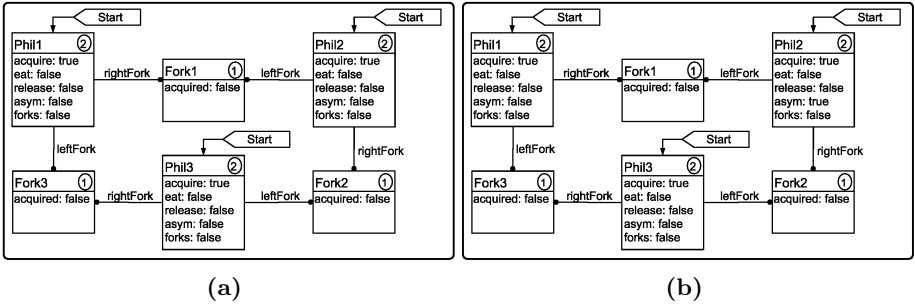 Start
Start
Phil1 2
acquire: true
eat: false
release: false
asym: false
forks: false
rightFork
Fork1 1
acquired: false
leftFork
Phil2 2
acquire: true
eat: false
release: false
asym: false
forks: false
leftFork
Start
rightFork
Fork3 1
acquired: false
rightFork
Phil3 2
acquire: true
eat: false
release: false
asym: false
forks: false
leftFork
Fork2 1
acquired: false
(a)
Start
Start
Phil1 2
acquire: true
eat: false
release: false
asym: false
forks: false
rightFork
Fork1 1
acquired: false
leftFork
Phil2 2
acquire: true
eat: false
release: false
asym: true
forks: false
leftFork
Start
rightFork
Fork3 1
acquired: false
rightFork
Phil3 2
acquire: true
eat: false
release: false
asym: false
forks: false
leftFork
Fork2 1
acquired: false
(b)